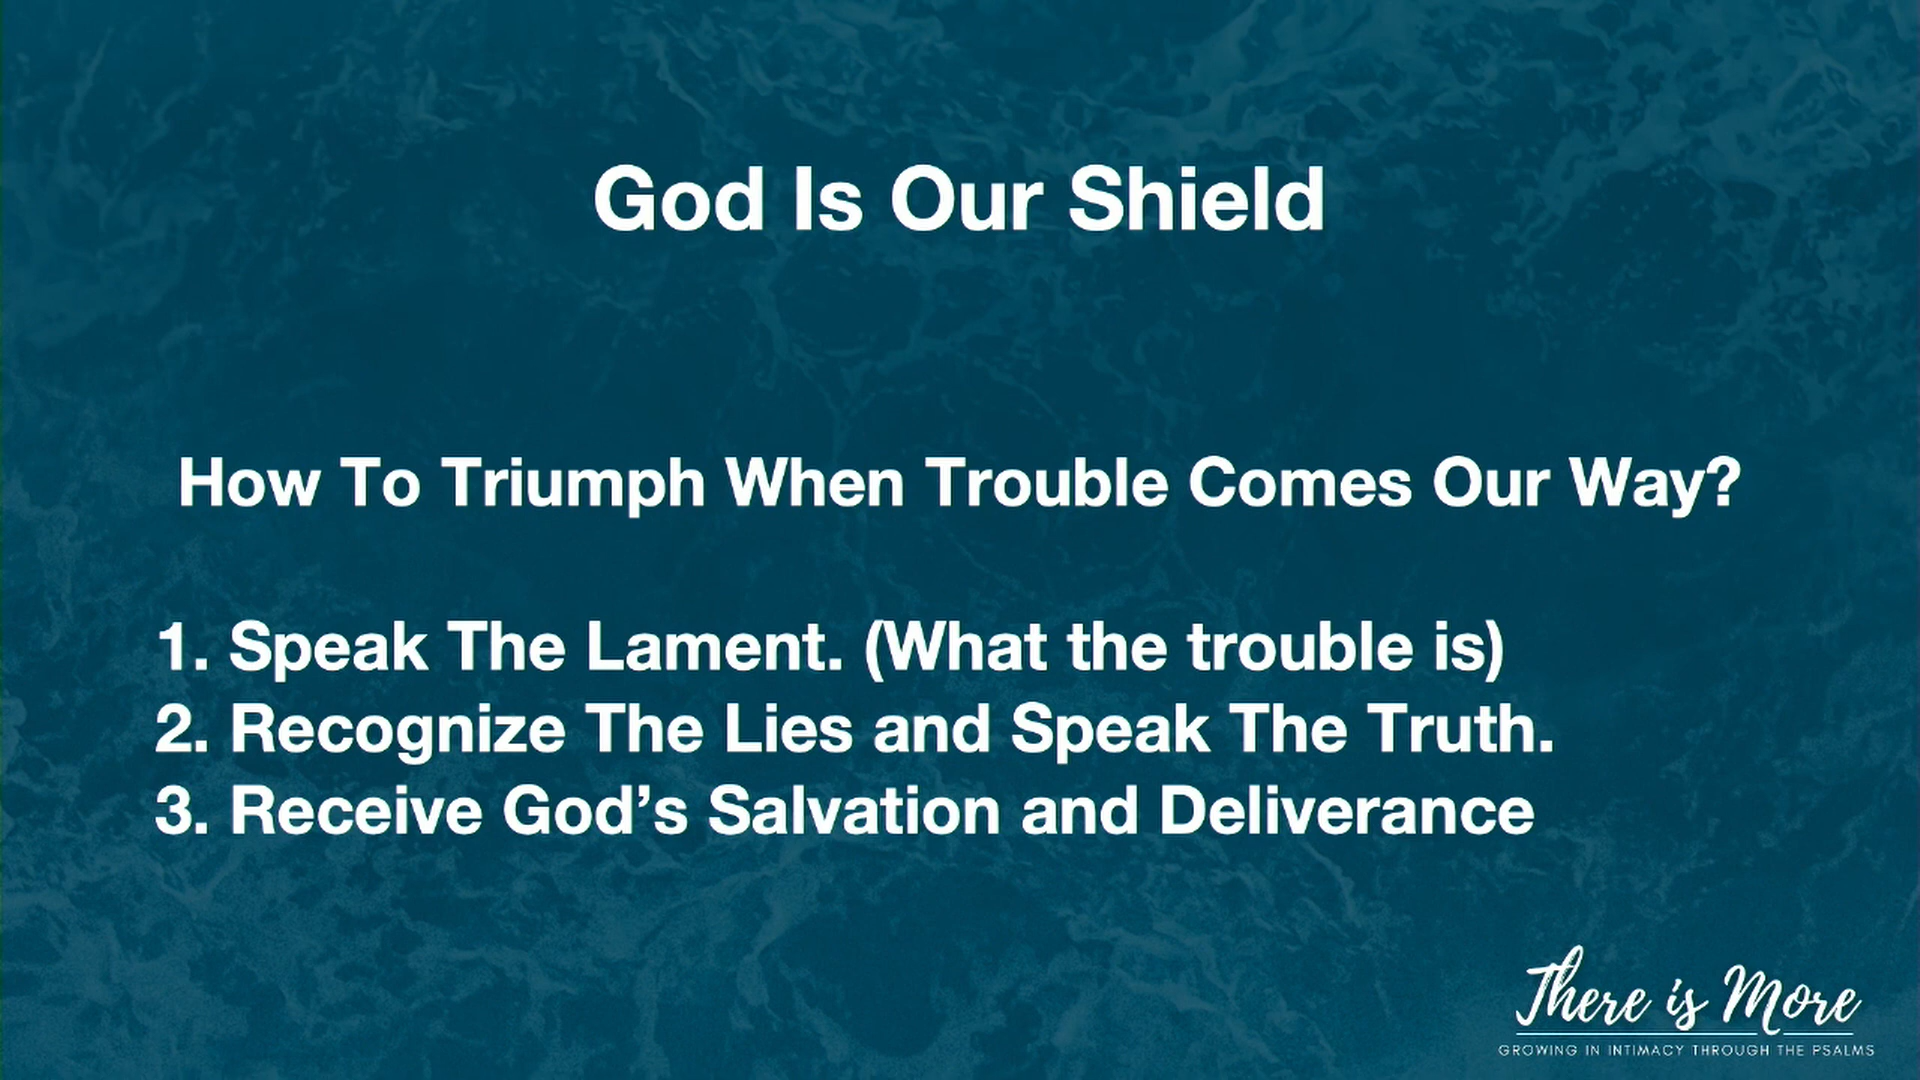 God Is Our Shield
How To Triumph When Trouble Comes Our Way?
1. Speak The Lament. (What the trouble is)
2. Recognize The Lies and Speak The Truth.
3. Receive God’s Salvation and Deliverance
There is More
GROWING IN INTIMACY THROUGH THE PSALMS